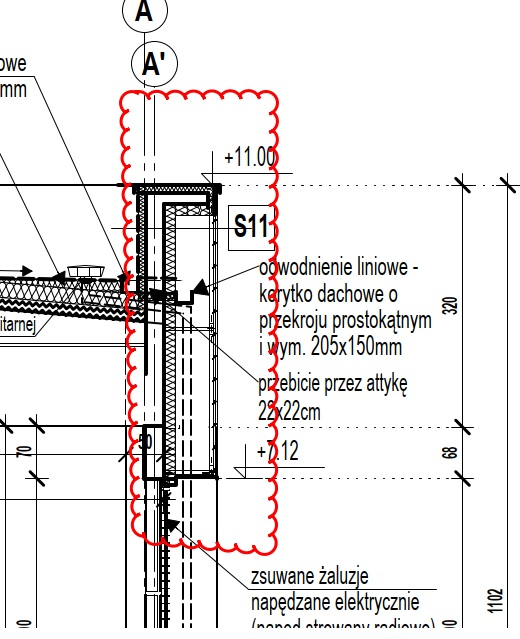 A
A'
owe
mm
+11.00
S11
odwodnienie liniowe -
korytko dachowe o
przekroju prostokątnym
i wym. 205x150mm
itarnej
320
przebicie przez attykę
22x22cm
70
50
+7.12
68
zsuwane żaluzje
napędzane elektrycznie
1102